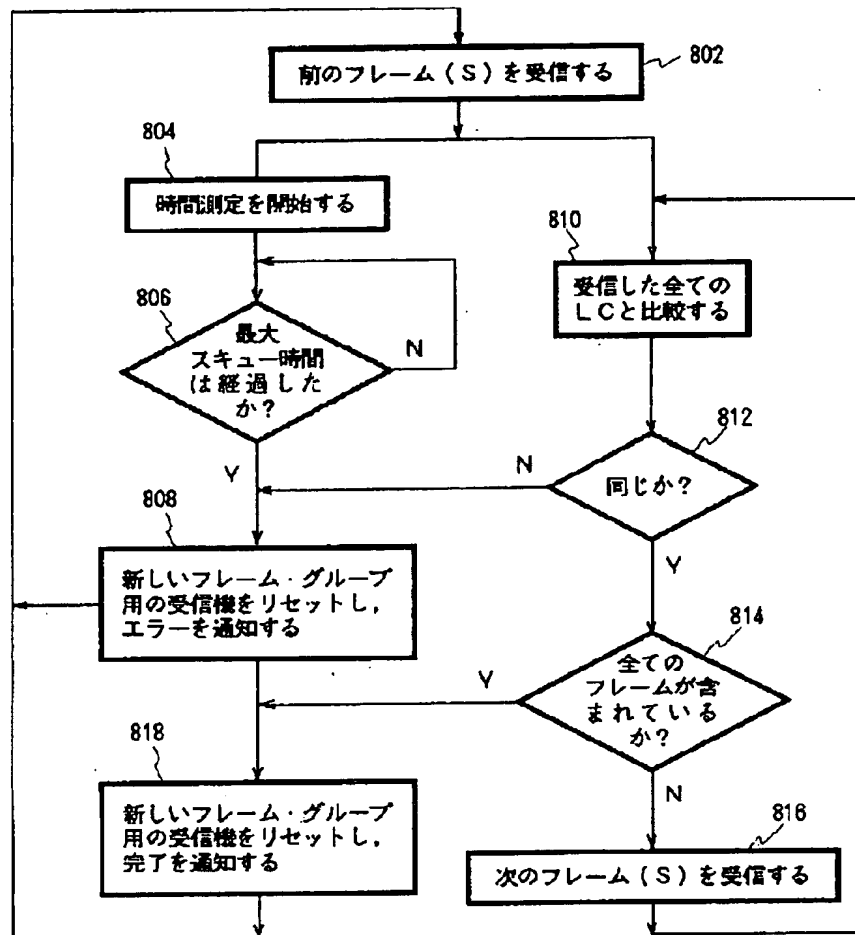 前のフレーム(S)を受信する
802
804
時間測定を開始する
810
受信した全ての
LCと比較する
806
最大
スキュー時間
は経過した
か?
N
812
Y
N
同じか?
808
新しいフレーム・グループ
用の受信機をリセットし,
エラーを通知する
Y
814
全ての
フレームが含
まれている
か?
Y
818
N
新しいフレーム・グループ
用の受信機をリセットし,
完了を通知する
816
次のフレーム(S)を受信する